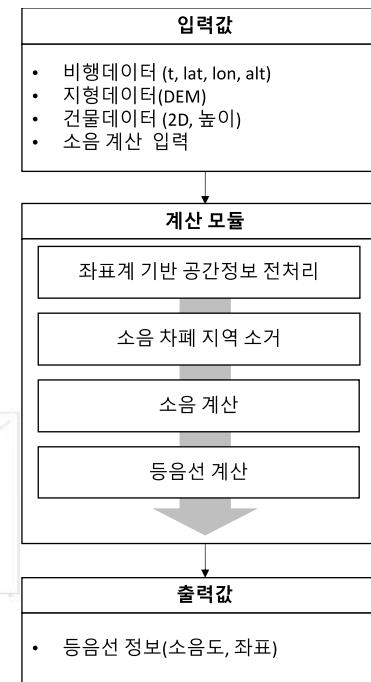 입력값
• 비행데이터 (t, lat, lon, alt)
• 지형데이터(DEM)
• 건물데이터 (2D, 높이)
• 소음 계산 입력
계산 모듈
좌표계 기반 공간정보 전처리
소음 차폐 지역 소거
소음 계산
등음선 계산
출력값
• 등음선 정보(소음도, 좌표)